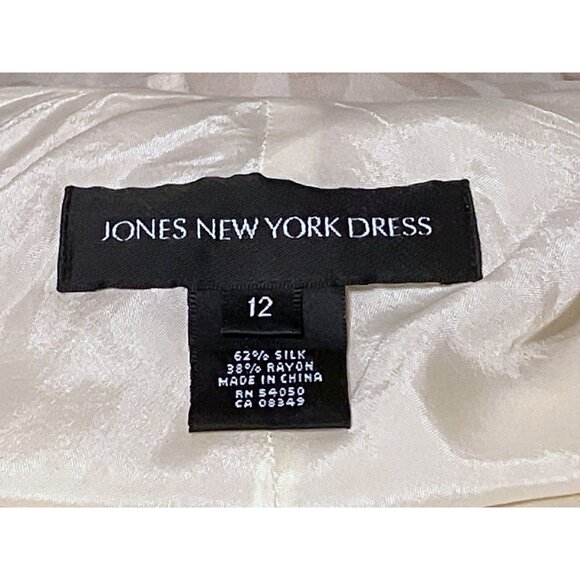 JONES NEW YORK DRESS
12
62% SILK
38% RAYON
MADE IN CHINA
RN 54050
CA 08349